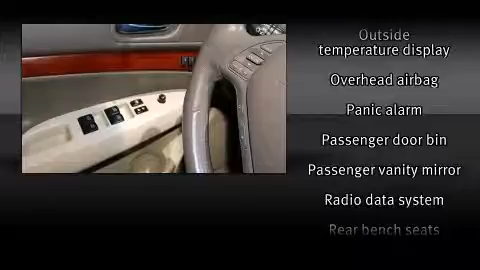 Outside
temperature display
Overhead airbag
Panic alarm
Passenger door bin
Passenger vanity mirror
Radio data system
Rear bench seats